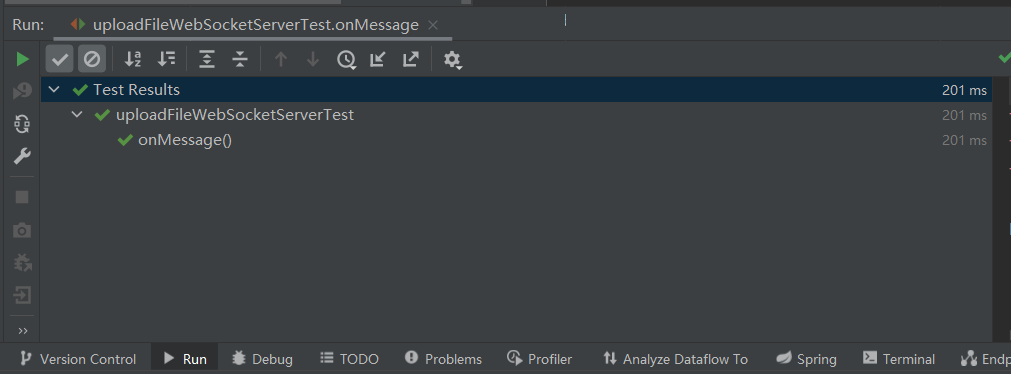 Run: uploadFileWebSocketServerTest.onMessage
Test Results 201 ms
uploadFileWebSocketServerTest 201 ms
onMessage() 201 ms
Version Control Run Debug TODO Problems Profiler Analyze Dataflow To Spring Terminal Endp